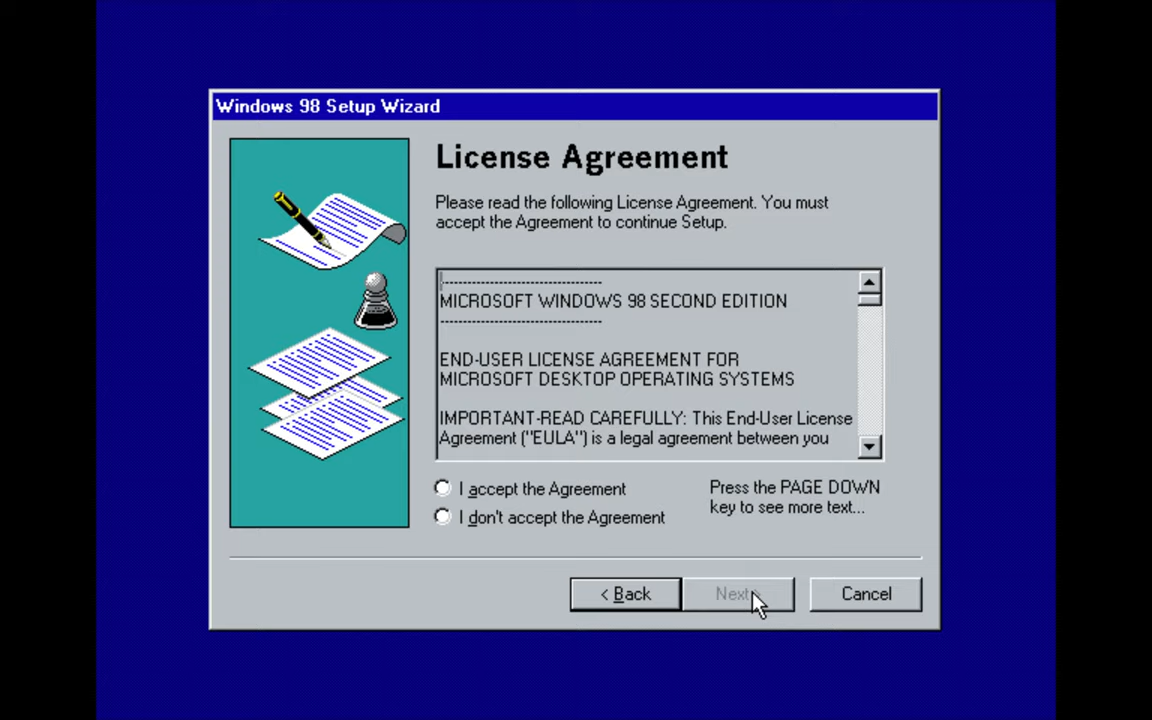 Windows 98 Setup Wizard
License Agreement
Please read the following License Agreement. You must
accept the Agreement to continue Setup.
----------------------------------
MICROSOFT WINDOWS 98 SECOND EDITION
----------------------------------
END-USER LICENSE AGREEMENT FOR
MICROSOFT DESKTOP OPERATING SYSTEMS
IMPORTANT-READ CAREFULLY: This End-User License
Agreement ("EULA") is a legal agreement between you
I accept the Agreement
I don't accept the Agreement
Press the PAGE DOWN
key to see more text...
< Back
Next
Cancel